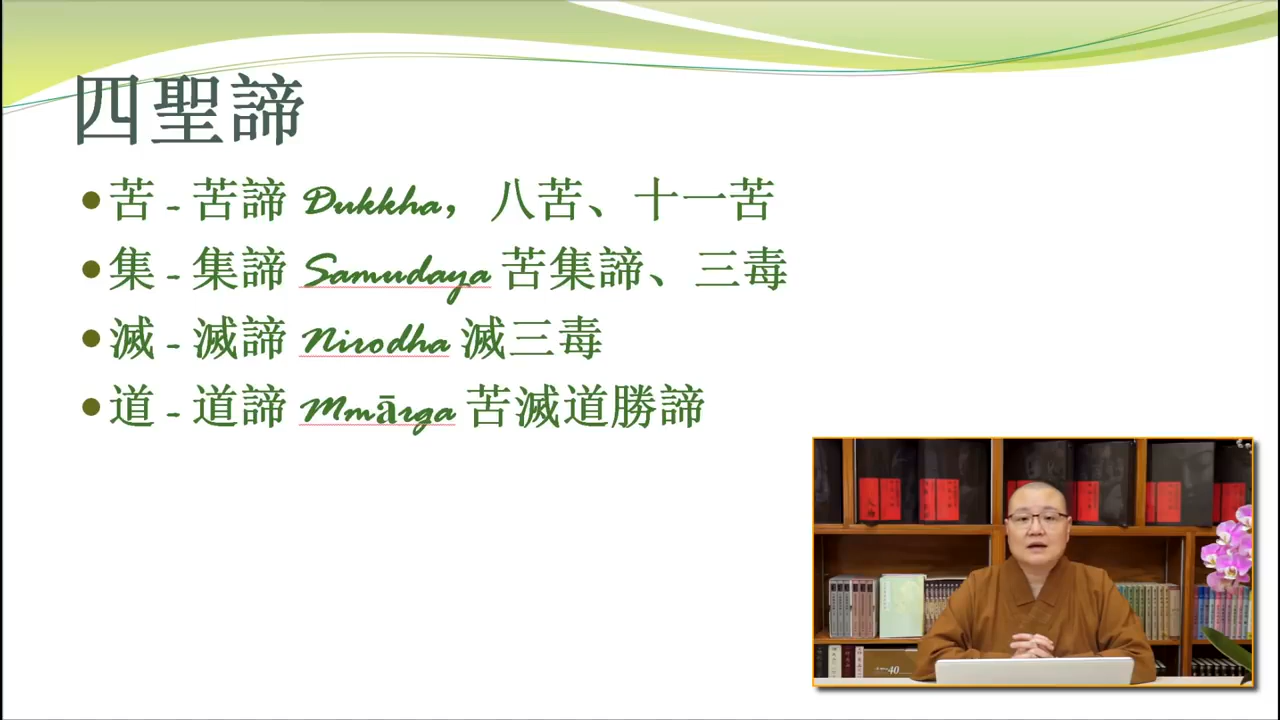 四聖諦
苦 - 苦諦 Dukkha，八苦、十一苦
集 - 集諦 Samudaya 苦集諦、三毒
滅 - 滅諦 Nirodha 滅三毒
道 - 道諦 Mmārga 苦滅道勝諦
40